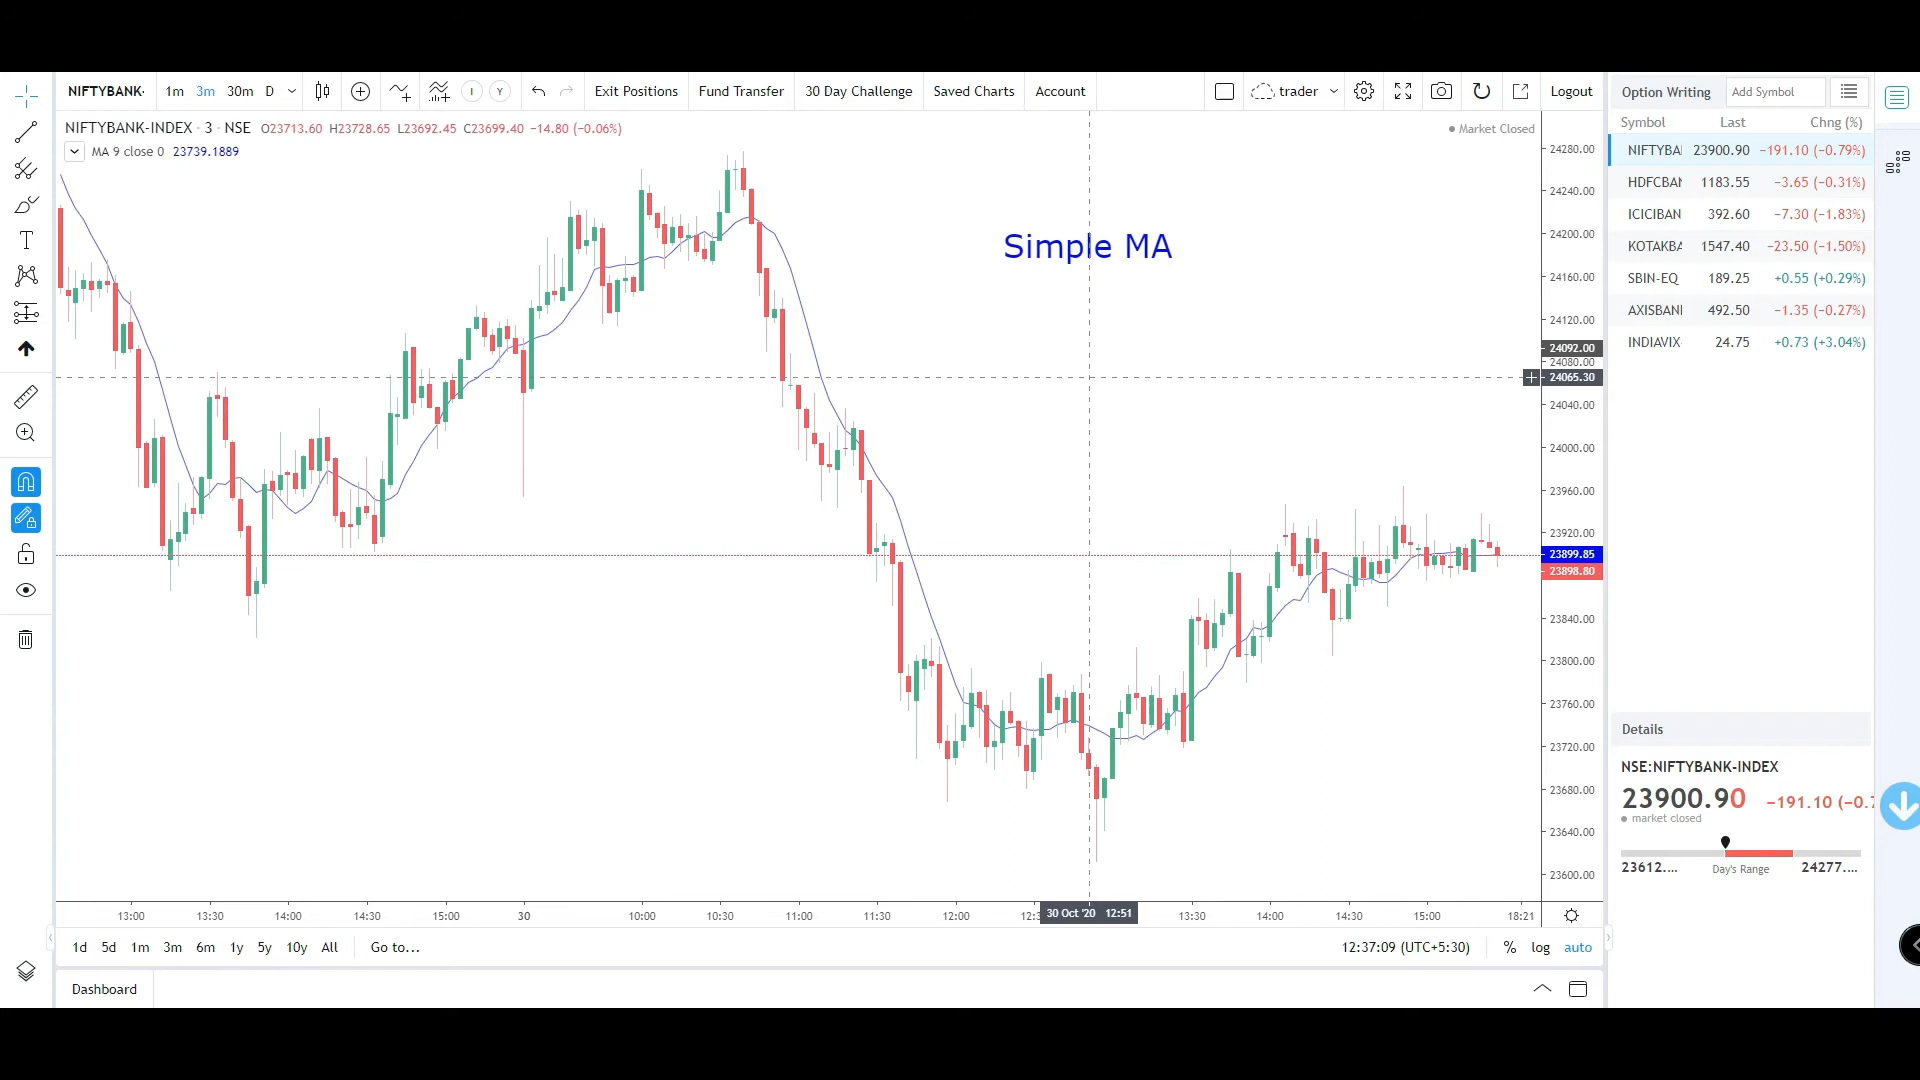 NIFTYBANK· 1m 3m 30m D I Y Exit Positions Fund Transfer 30 Day Challenge Saved Charts Account trader Logout
NIFTYBANK-INDEX · 3 · NSE O23713.60 H23728.65 L23692.45 C23699.40 −14.80 (−0.06%)
Market Closed
MA 9 close 0 23739.1889
Simple MA
24280.00
24240.00
24200.00
24160.00
24120.00
24092.00
24080.00
24065.30
24040.00
24000.00
23960.00
23920.00
23899.85
23898.80
23840.00
23800.00
23760.00
23720.00
23680.00
23640.00
23600.00
13:00 13:30 14:00 14:30 15:00 30 10:00 10:30 11:00 11:30 12:00 12:3 30 Oct '20 12:51 13:30 14:00 14:30 15:00 18:21
1d 5d 1m 3m 6m 1y 5y 10y All Go to... 12:37:09 (UTC+5:30) % log auto
Dashboard
Option Writing Add Symbol
Symbol Last Chng (%)
NIFTYBA 23900.90 −191.10 (−0.79%)
HDFCBAN 1183.55 −3.65 (−0.31%)
ICICIBAN 392.60 −7.30 (−1.83%)
KOTAKBA 1547.40 −23.50 (−1.50%)
SBIN-EQ 189.25 +0.55 (+0.29%)
AXISBANI 492.50 −1.35 (−0.27%)
INDIAVIX 24.75 +0.73 (+3.04%)
Details
NSE:NIFTYBANK-INDEX
23900.90 −191.10 (−0.7
market closed
23612.... Day's Range 24277....